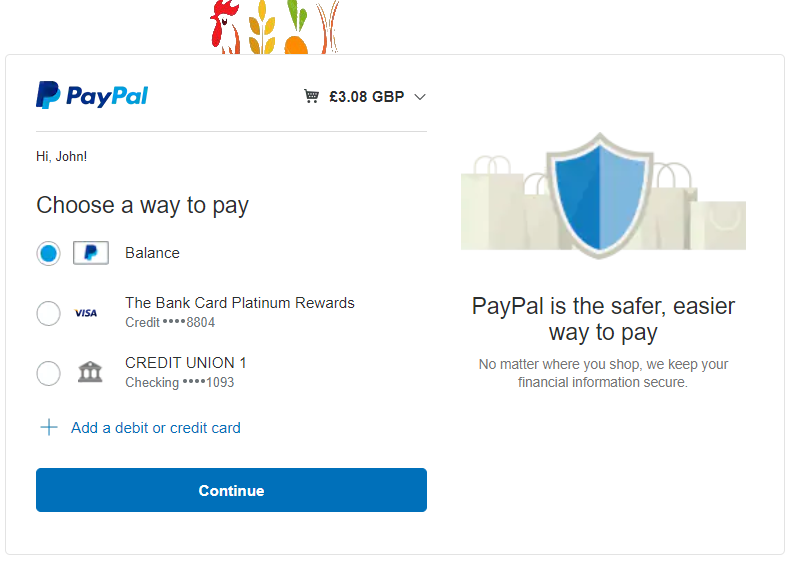 PayPal
£3.08 GBP
Hi, John!
Choose a way to pay
Balance
VISA
The Bank Card Platinum Rewards
Credit ••••8804
CREDIT UNION 1
Checking ••••1093
Add a debit or credit card
Continue
PayPal is the safer, easier
way to pay
No matter where you shop, we keep your
financial information secure.